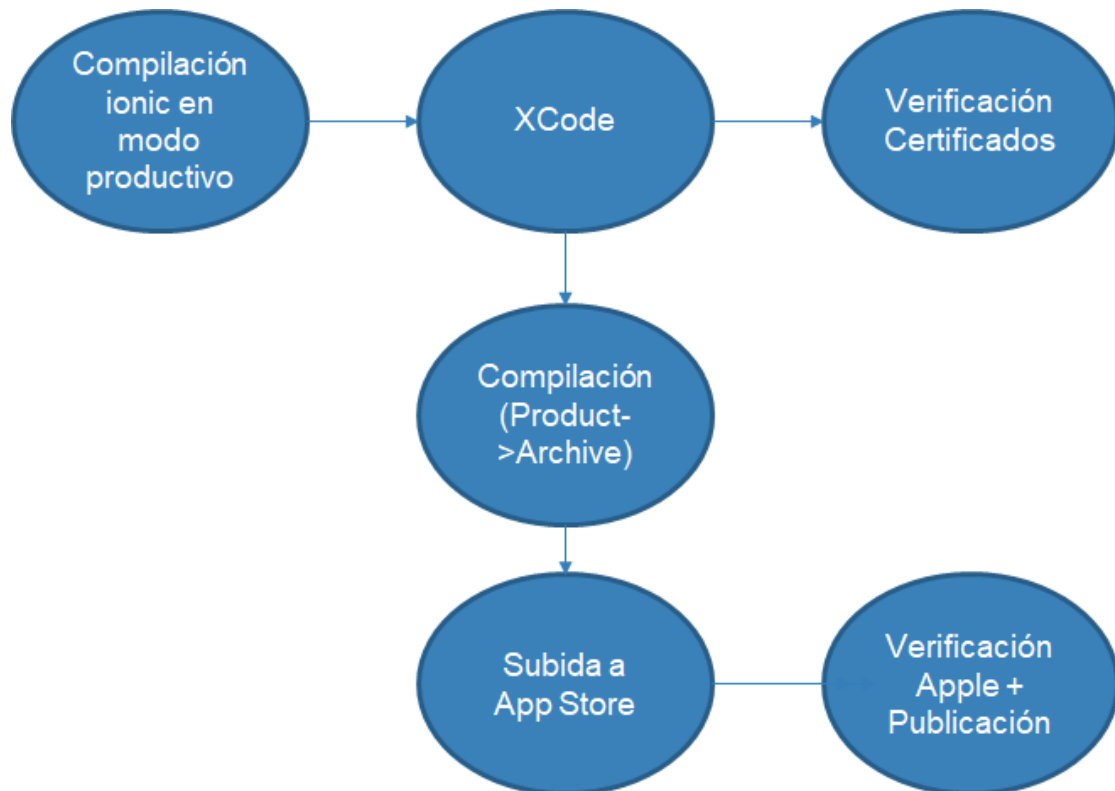 Compilación
ionic en
modo
productivo
XCode
Verificación
Certificados
Compilación
(Product-
>Archive)
Subida a
App Store
Verificación
Apple +
Publicación